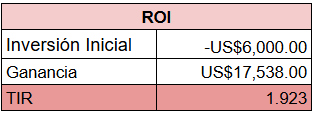 ROI
Inversión Inicial -US$6,000.00
Ganancia US$17,538.00
TIR 1.923